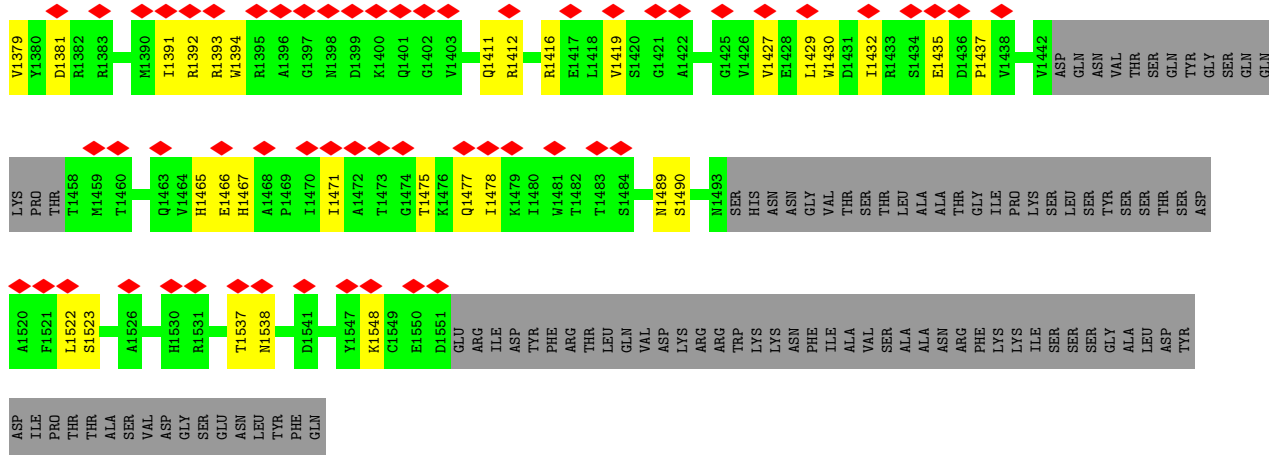 V1379 Y1380 D1381 R1382 R1383 M1390 I1391 R1392 R1393 W1394 R1395 A1396 G1397 N1398 D1399 K1400 Q1401 G1402 V1403 Q1411 R1412 R1416 E1417 L1418 V1419 S1420 G1421 A1422 G1425 V1426 V1427 E1428 L1429 W1430 D1431 I1432 R1433 S1434 E1435 D1436 P1437 V1438 V1442 ASP GLN ASN VAL THR SER GLN TYR GLY SER GLN GLN
LYS PRO THR T1458 M1459 T1460 Q1463 V1464 H1465 E1466 H1467 A1468 P1469 I1470 I1471 A1472 T1473 G1474 T1475 K1476 Q1477 I1478 K1479 I1480 W1481 T1482 T1483 S1484 N1489 S1490 N1493 SER HIS ASN ASN GLY VAL THR SER THR LEU ALA ALA THR GLY ILE PRO LYS SER LEU SER TYR SER SER THR SER ASP
A1520 F1521 L1522 S1523 A1526 H1530 R1531 T1537 N1538 D1541 Y1547 K1548 C1549 E1550 D1551 GLU ARG ILE ASP TYR PHE ARG THR LEU GLN VAL ASP LYS ARG ARG TRP LYS LYS ASN PHE ILE ALA VAL SER ALA ALA ASN ARG PHE LYS LYS ILE SER SER SER GLY ALA LEU ASP TYR
ASP ILE PRO THR THR ALA SER VAL ASP GLY SER GLU ASN LEU TYR PHE GLN